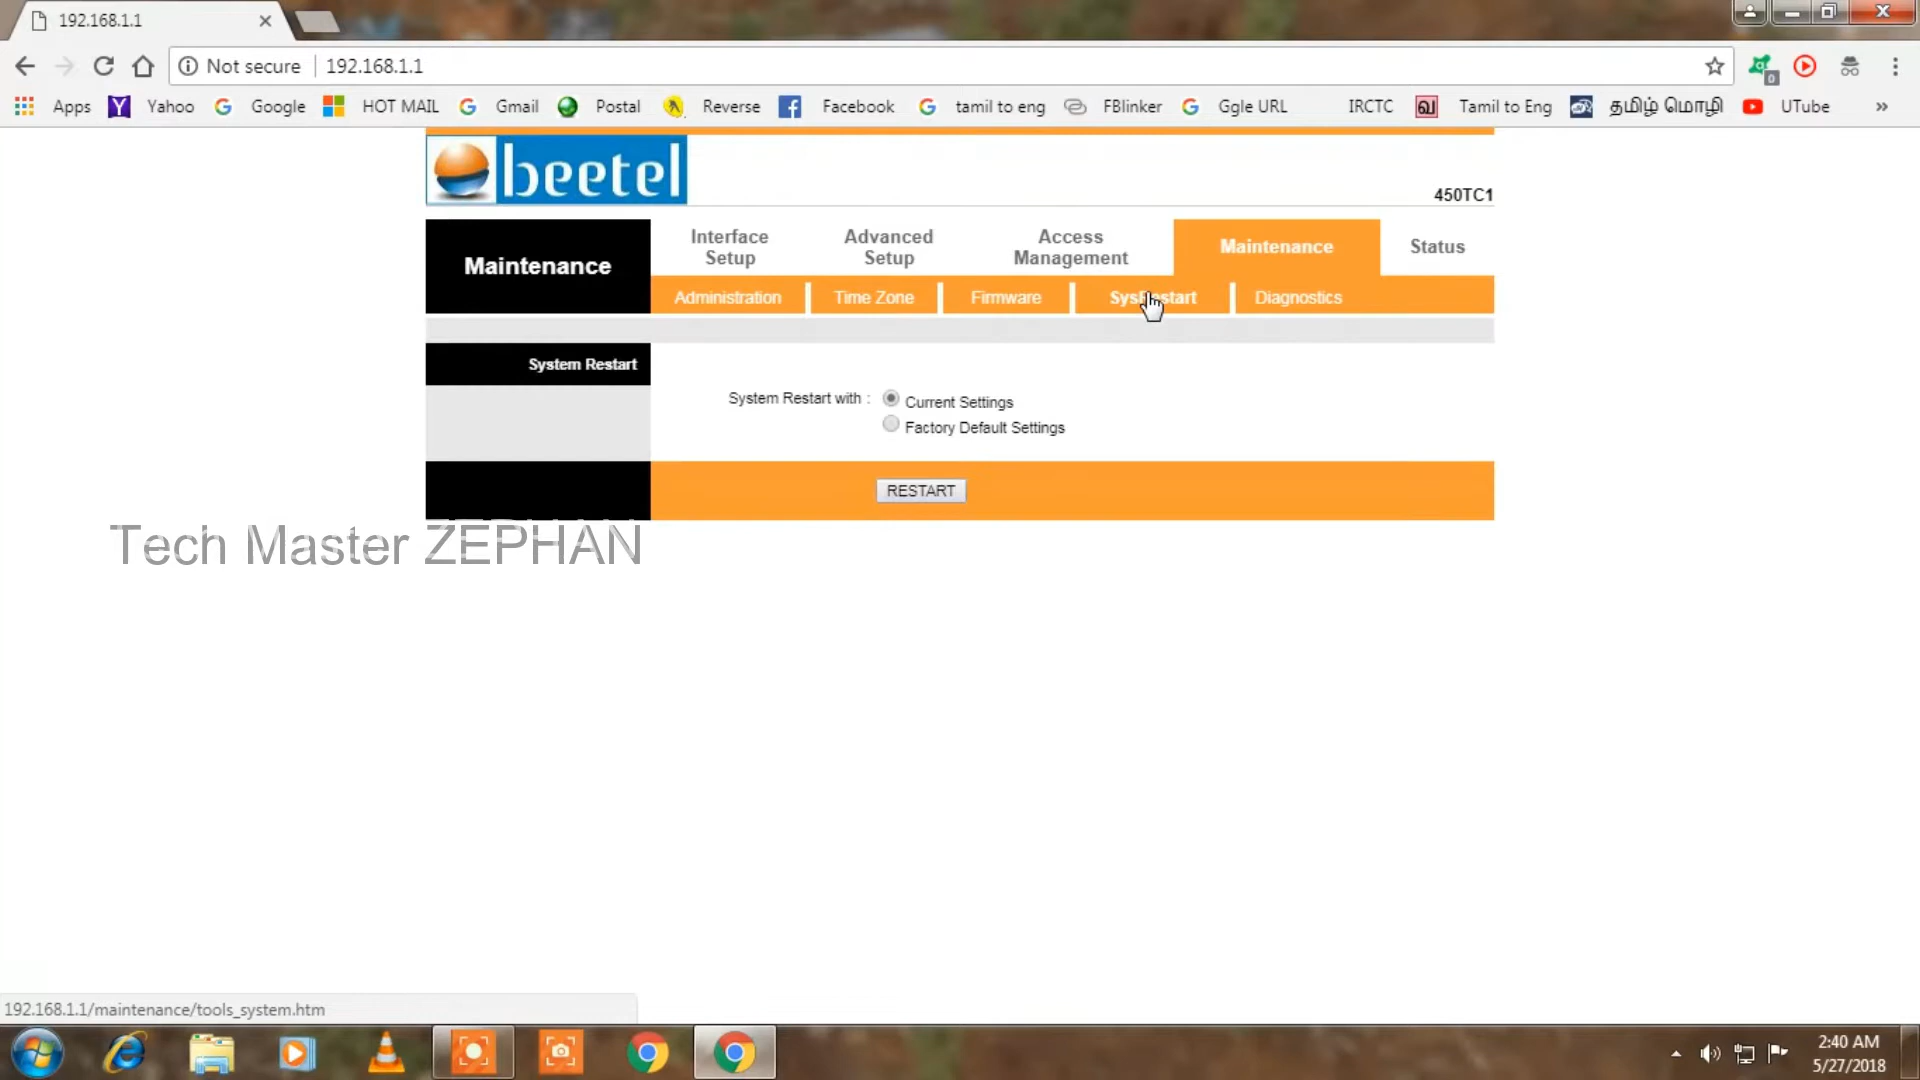 192.168.1.1
Not secure 192.168.1.1
Apps Yahoo Google HOT MAIL Gmail Postal Reverse Facebook tamil to eng FBlinker Ggle URL IRCTC Tamil to Eng தமிழ் மொழி UTube »
beetel
450TC1
Maintenance
Interface Setup
Advanced Setup
Access Management
Maintenance
Status
Administration Time Zone Firmware SysRestart Diagnostics
System Restart
System Restart with : Current Settings
Factory Default Settings
RESTART
Tech Master ZEPHAN
192.168.1.1/maintenance/tools_system.htm
2:40 AM
5/27/2018